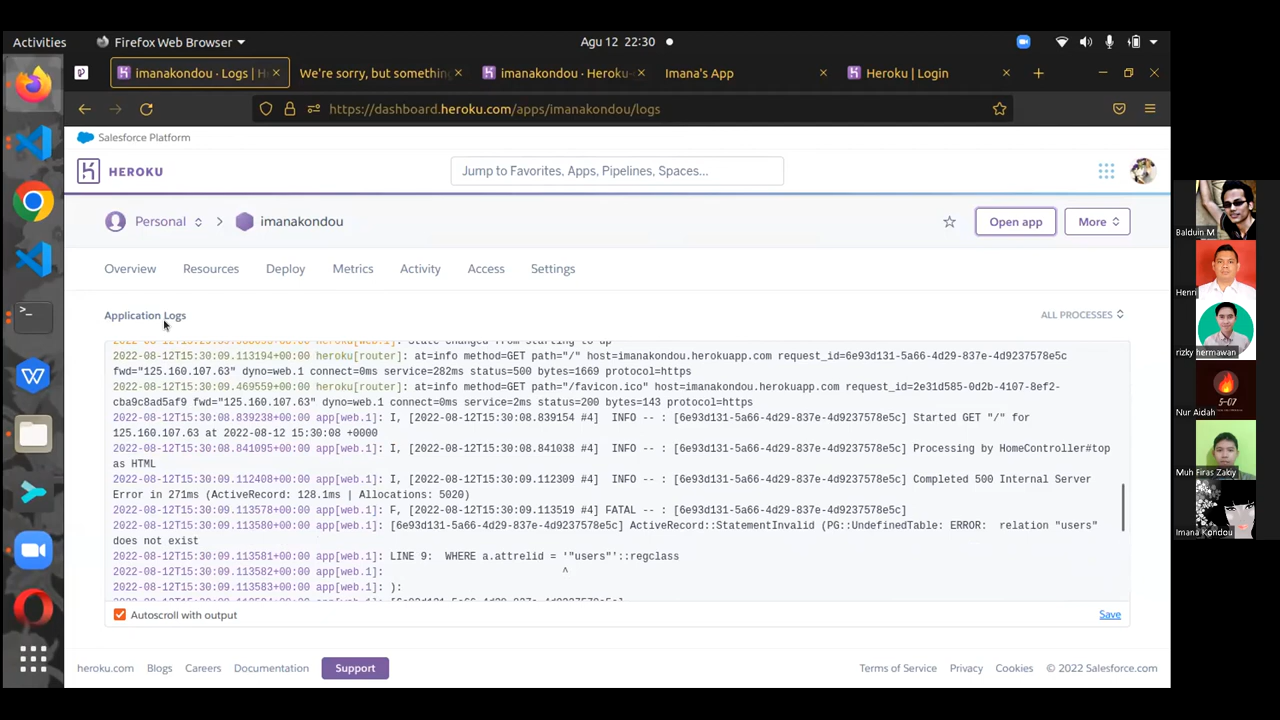 Activities
Firefox Web Browser
Agu 12 22:30
imanakondou · Logs | H
We're sorry, but somethin
imanakondou · Heroku-
Imana's App
Heroku | Login
https://dashboard.heroku.com/apps/imanakondou/logs
Salesforce Platform
HEROKU
Jump to Favorites, Apps, Pipelines, Spaces...
Personal
imanakondou
Open app
More
Overview
Resources
Deploy
Metrics
Activity
Access
Settings
Application Logs
ALL PROCESSES
heroku[web.1]: State changed from starting to up
2022-08-12T15:30:09.113194+00:00 heroku[router]: at=info method=GET path="/" host=imanakondou.herokuapp.com request_id=6e93d131-5a66-4d29-837e-4d9237578e5c
fwd="125.160.107.63" dyno=web.1 connect=0ms service=282ms status=500 bytes=1669 protocol=https
2022-08-12T15:30:09.469559+00:00 heroku[router]: at=info method=GET path="/favicon.ico" host=imanakondou.herokuapp.com request_id=2e31d585-0d2b-4107-8ef2-
cba9c8ad5af9 fwd="125.160.107.63" dyno=web.1 connect=0ms service=2ms status=200 bytes=143 protocol=https
2022-08-12T15:30:08.839238+00:00 app[web.1]: I, [2022-08-12T15:30:08.839154 #4] INFO -- : [6e93d131-5a66-4d29-837e-4d9237578e5c] Started GET "/" for
125.160.107.63 at 2022-08-12 15:30:08 +0000
2022-08-12T15:30:08.841095+00:00 app[web.1]: I, [2022-08-12T15:30:08.841038 #4] INFO -- : [6e93d131-5a66-4d29-837e-4d9237578e5c] Processing by HomeController#top
as HTML
2022-08-12T15:30:09.112408+00:00 app[web.1]: I, [2022-08-12T15:30:09.112309 #4] INFO -- : [6e93d131-5a66-4d29-837e-4d9237578e5c] Completed 500 Internal Server
Error in 271ms (ActiveRecord: 128.1ms | Allocations: 5020)
2022-08-12T15:30:09.113578+00:00 app[web.1]: F, [2022-08-12T15:30:09.113519 #4] FATAL -- : [6e93d131-5a66-4d29-837e-4d9237578e5c]
2022-08-12T15:30:09.113580+00:00 app[web.1]: [6e93d131-5a66-4d29-837e-4d9237578e5c] ActiveRecord::StatementInvalid (PG::UndefinedTable: ERROR: relation "users"
does not exist
2022-08-12T15:30:09.113581+00:00 app[web.1]: LINE 9: WHERE a.attrelid = '"users"'::regclass
2022-08-12T15:30:09.113582+00:00 app[web.1]: ^
2022-08-12T15:30:09.113583+00:00 app[web.1]: ):
Autoscroll with output
Save
heroku.com
Blogs
Careers
Documentation
Support
Terms of Service
Privacy
Cookies
© 2022 Salesforce.com
Balduin M
Henri
rizky hermawan
5-07
Nur Aidah
Muh Firas Zakiy
Imana Kondou